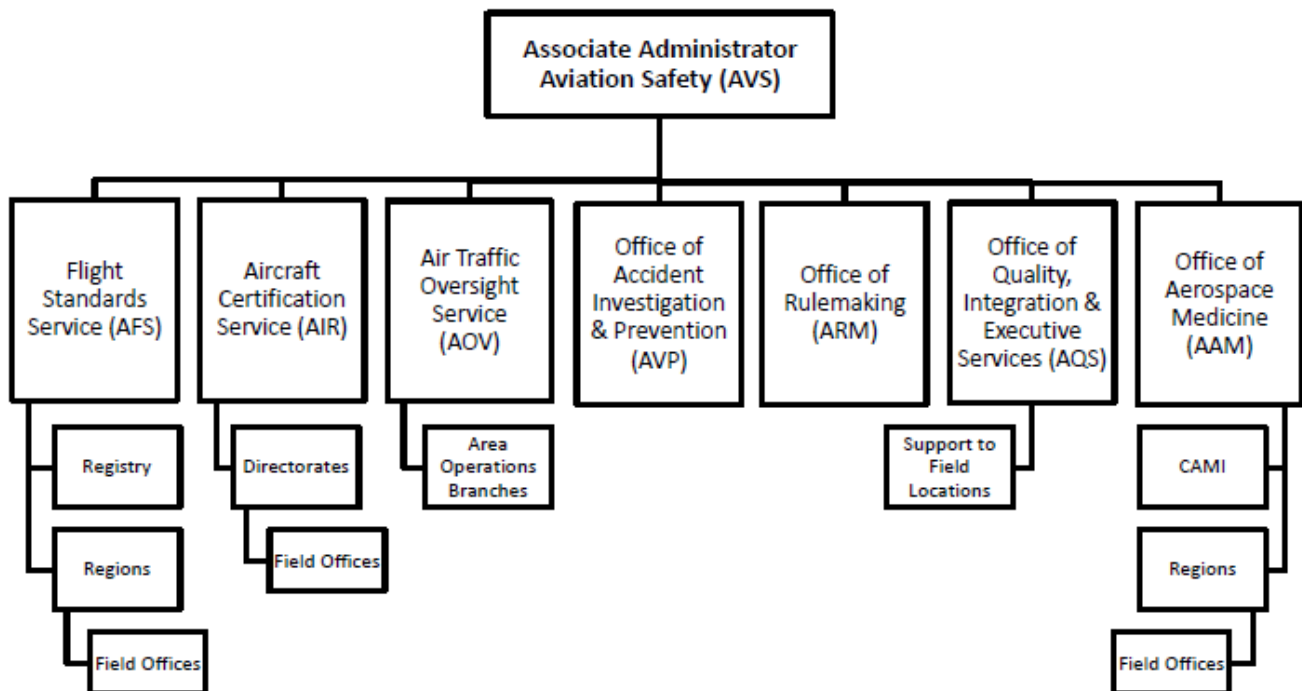 Associate Administrator
Aviation Safety (AVS)
Flight
Standards
Service (AFS)
Aircraft
Certification
Service (AIR)
Air Traffic
Oversight
Service
(AOV)
Office of
Accident
Investigation
& Prevention
(AVP)
Office of
Rulemaking
(ARM)
Office of
Quality,
Integration &
Executive
Services (AQS)
Office of
Aerospace
Medicine
(AAM)
Registry
Regions
Field Offices
Directorates
Field Offices
Area
Operations
Branches
Support to
Field
Locations
CAMI
Regions
Field Offices